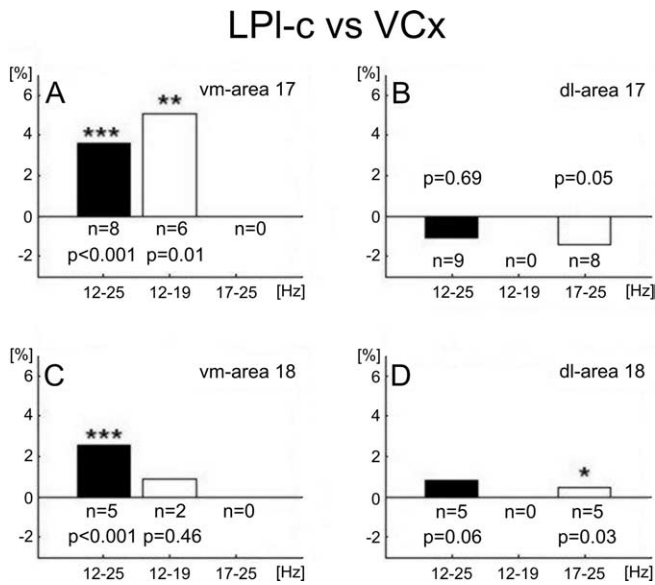 LPl-c vs VCx
[%]
A
vm-area 17
6
4
2
0
-2
***
**
n=8 n=6 n=0
p<0.001 p=0.01
12-25 12-19 17-25 [Hz]
[%]
B
dl-area 17
6
4
2
0
-2
p=0.69 p=0.05
n=9 n=0 n=8
12-25 12-19 17-25 [Hz]
[%]
C
vm-area 18
6
4
2
0
-2
***
n=5 n=2 n=0
p<0.001 p=0.46
12-25 12-19 17-25 [Hz]
[%]
D
dl-area 18
6
4
2
0
-2
*
n=5 n=0 n=5
p=0.06 p=0.03
12-25 12-19 17-25 [Hz]